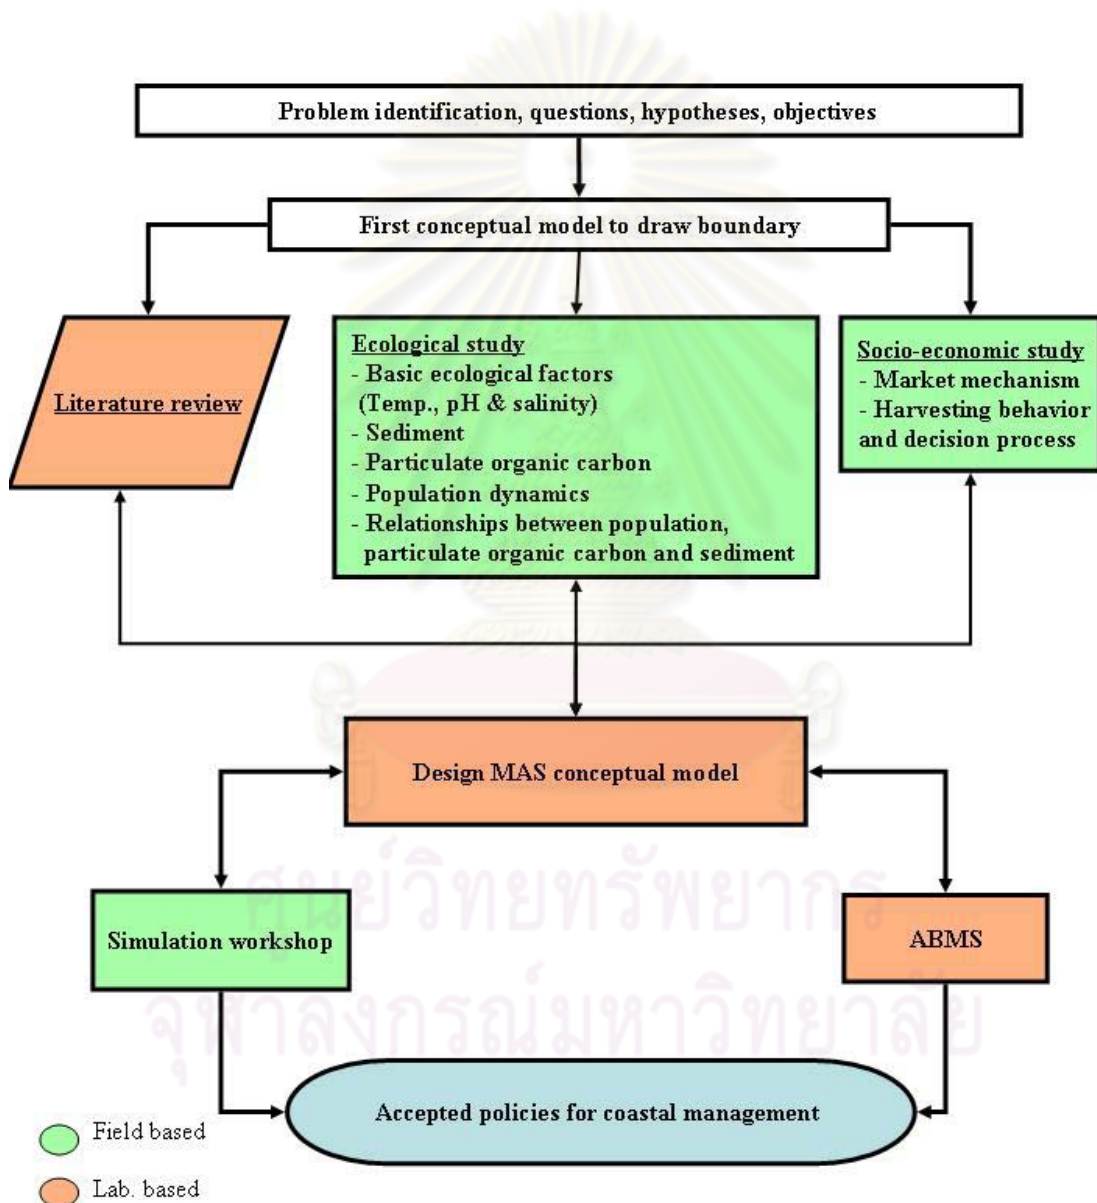 Problem identification, questions, hypotheses, objectives
First conceptual model to draw boundary
Literature review
Ecological study
- Basic ecological factors
(Temp., pH & salinity)
- Sediment
- Particulate organic carbon
- Population dynamics
- Relationships between population,
particulate organic carbon and sediment
Socio-economic study
- Market mechanism
- Harvesting behavior
and decision process
Design MAS conceptual model
ศูนย์วิทยทรัพยากร
Simulation workshop
ABMS
จุฬาลงกรณ์มหาวิทยาลัย
Accepted policies for coastal management
Field based
Lab. based